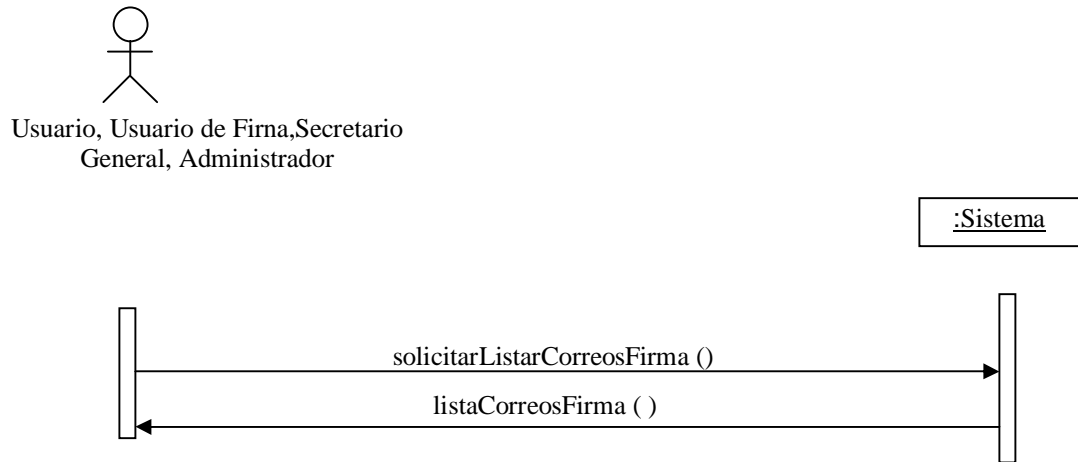 Usuario, Usuario de Firna,Secretario
General, Administrador
:Sistema
solicitarListarCorreosFirma ()
listaCorreosFirma ( )